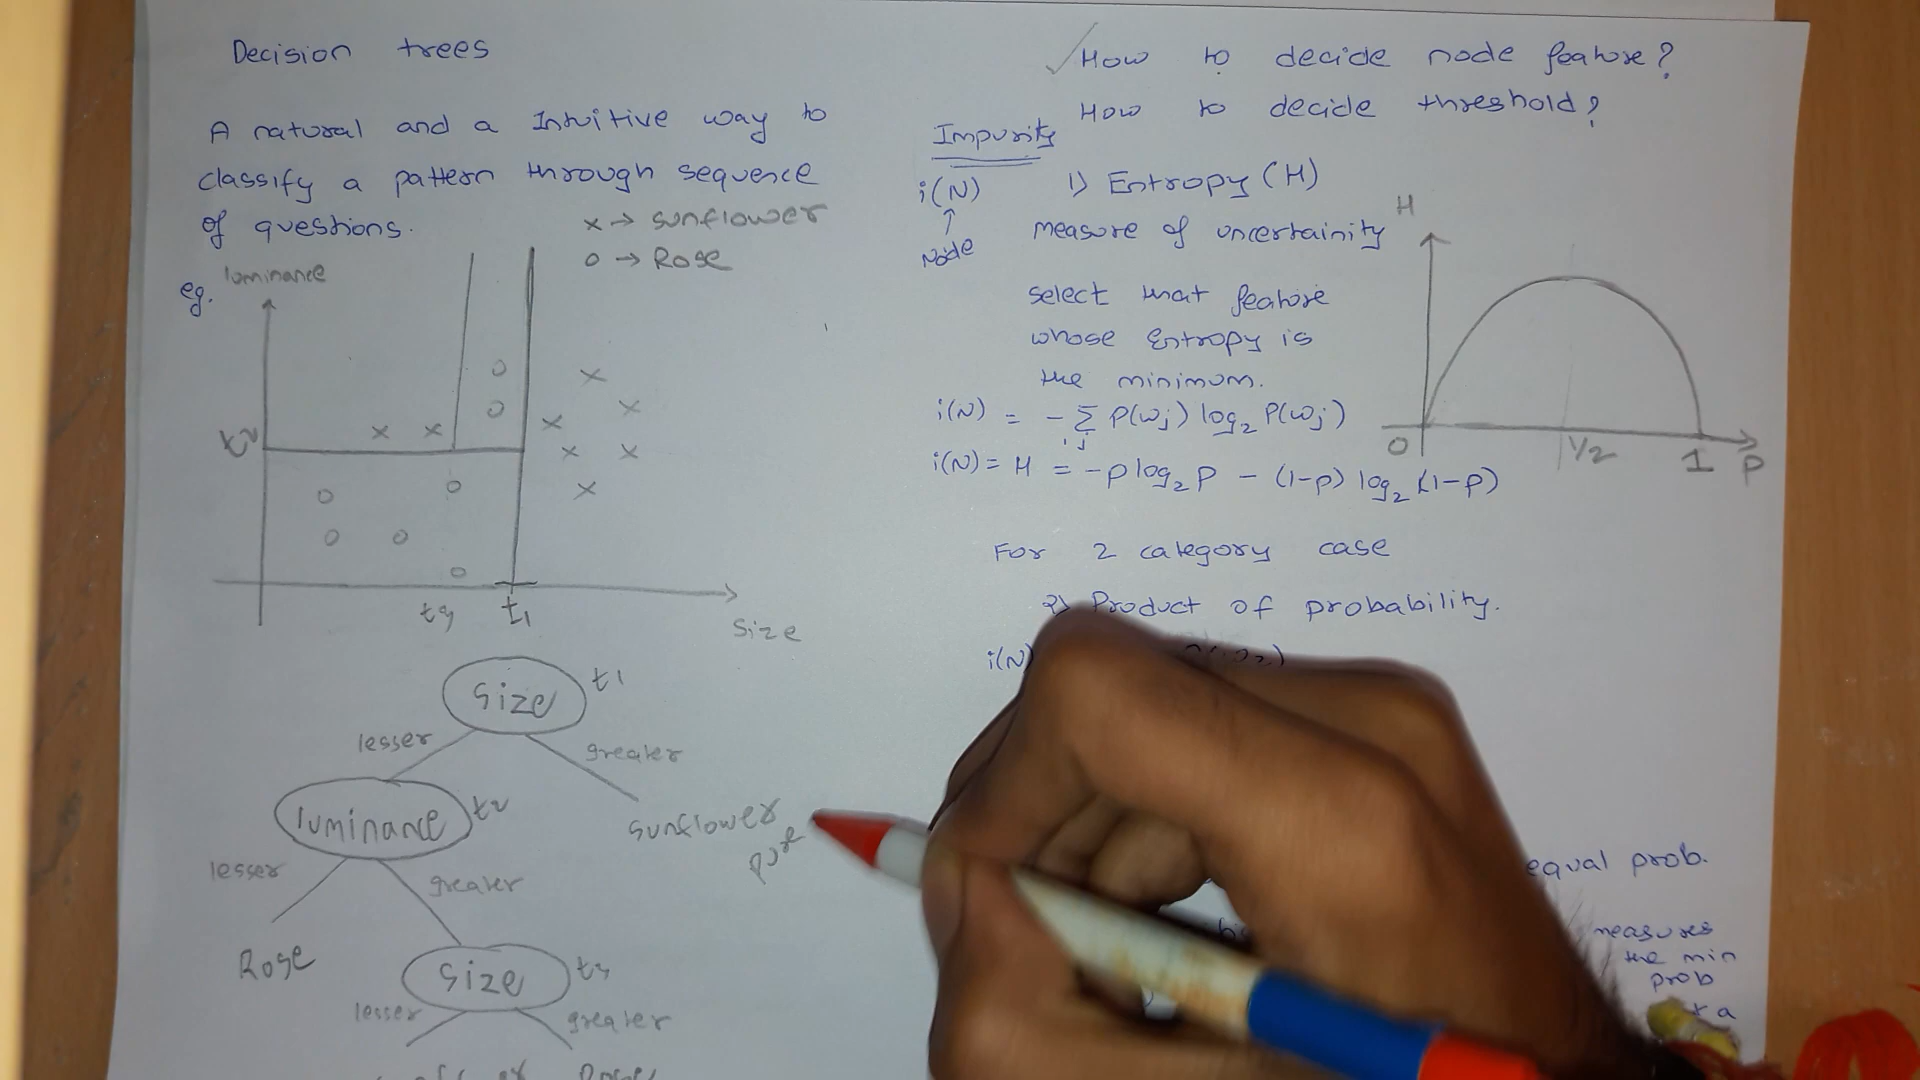 Decision trees
A natural and a Intuitive way to
classify a pattern through sequence
of questions.
x → sunflower
o → Rose
eg.
luminance
t2
t3
t1
Size
Size t1
lesser
greater
luminance t2
sunflower
pure
lesser
greater
Rose
Size t3
lesser
greater
Rose
✓ How to decide node feature?
How to decide threshold?
Impurity
i(N)
↑
Node
1) Entropy (H)
measure of uncertainity
select that feature
whose Entropy is
the minimum.
i(N) = - Σ P(ωj) log2 P(ωj)
j
i(N) = H = -p log2 p - (1-p) log2 (1-p)
H
0
1/2
1
P
For 2 category case
2) Product of probability.
i(N)
equal prob.
measures
the min
prob
a